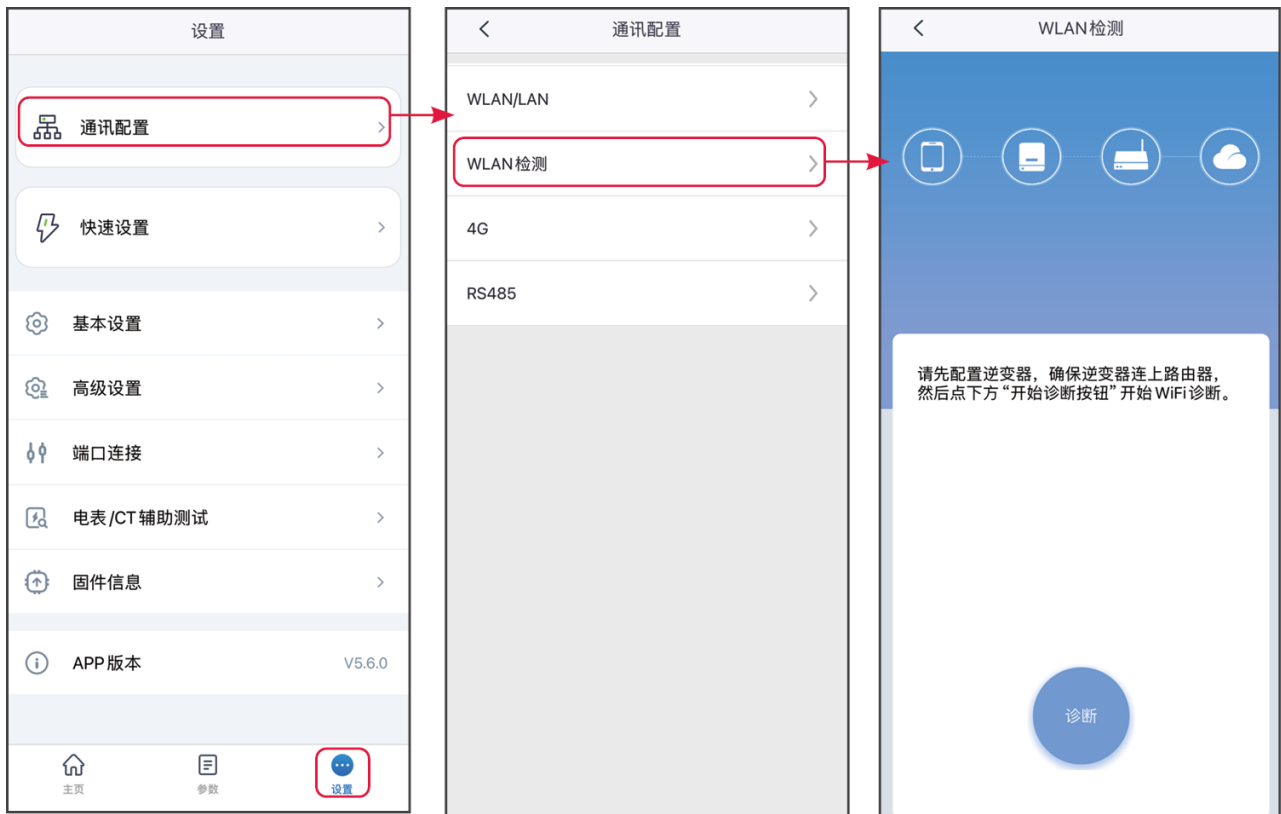 设置
通讯配置
快速设置
基本设置
高级设置
端口连接
电表/CT辅助测试
固件信息
APP版本 V5.6.0
主页 参数 设置
通讯配置
WLAN/LAN
WLAN检测
4G
RS485
WLAN检测
请先配置逆变器，确保逆变器连上路由器，
然后点下方“开始诊断按钮”开始WiFi诊断。
诊断